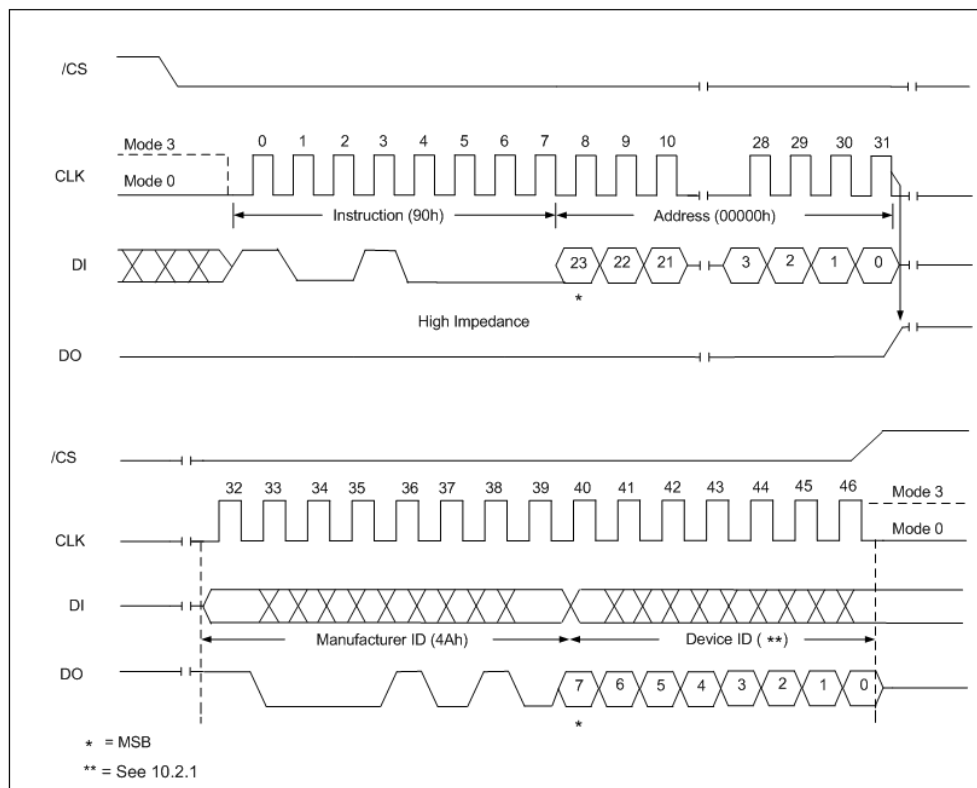 /CS
0 1 2 3 4 5 6 7 8 9 10 28 29 30 31
Mode 3
CLK
Mode 0
Instruction (90h) Address (00000h)
DI
23 22 21 3 2 1 0
*
High Impedance
DO
/CS
32 33 34 35 36 37 38 39 40 41 42 43 44 45 46
Mode 3
CLK
Mode 0
DI
Manufacturer ID (4Ah) Device ID ( **)
DO
7 6 5 4 3 2 1 0
*
* = MSB
** = See 10.2.1